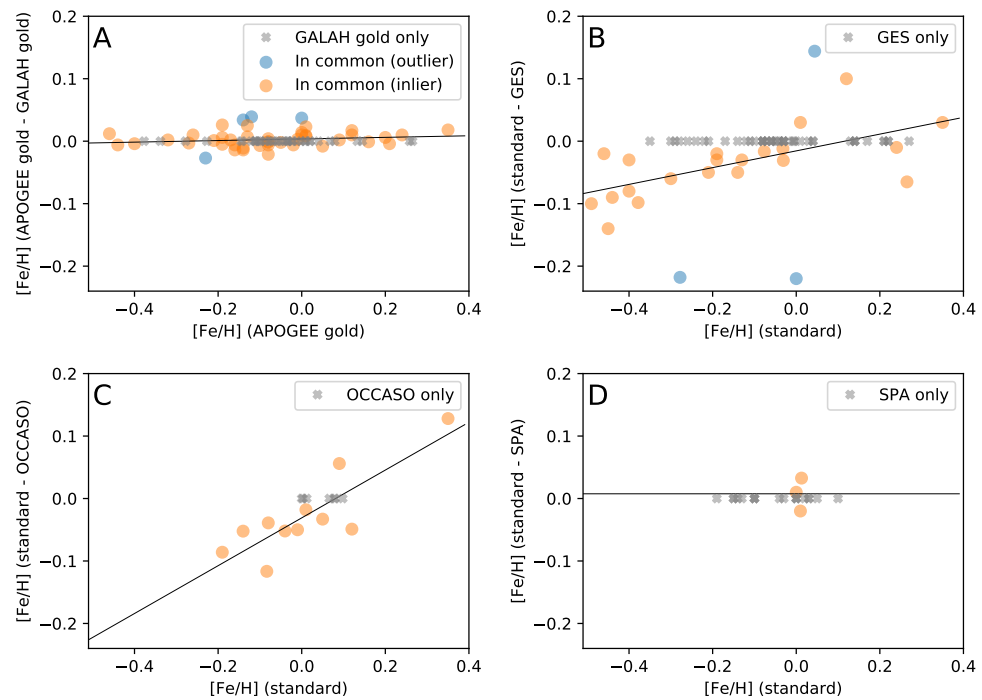 A
GALAH gold only
In common (outlier)
In common (inlier)
0.2
0.1
0.0
−0.1
−0.2
[Fe/H] (APOGEE gold - GALAH gold)
−0.4
−0.2
0.0
0.2
0.4
[Fe/H] (APOGEE gold)
B
GES only
0.2
0.1
0.0
−0.1
−0.2
[Fe/H] (standard - GES)
−0.4
−0.2
0.0
0.2
0.4
[Fe/H] (standard)
C
OCCASO only
0.2
0.1
0.0
−0.1
−0.2
[Fe/H] (standard - OCCASO)
−0.4
−0.2
0.0
0.2
0.4
[Fe/H] (standard)
D
SPA only
0.2
0.1
0.0
−0.1
−0.2
[Fe/H] (standard - SPA)
−0.4
−0.2
0.0
0.2
0.4
[Fe/H] (standard)